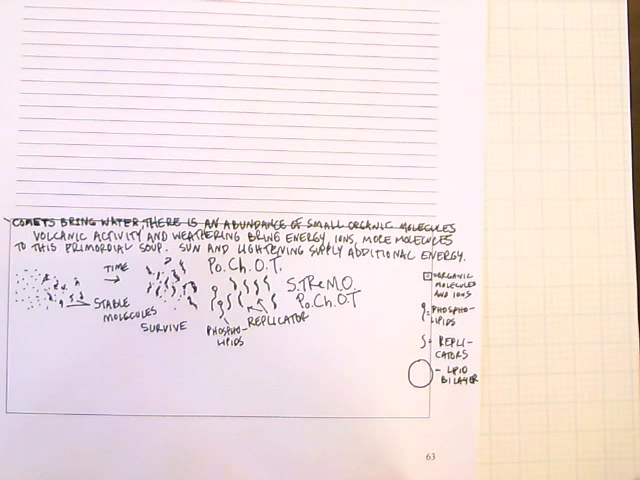 COMETS BRING WATER, THERE IS AN ABUNDANCE OF SMALL ORGANIC MOLECULES
VOLCANIC ACTIVITY AND WEATHERING BRING ENERGY, IONS, MORE MOLECULES
TO THIS PRIMORDIAL SOUP. SUN AND LIGHTENING SUPPLY ADDITIONAL ENERGY.
TIME
STABLE
MOLECULES
SURVIVE
Po.Ch.O.T.
PHOSPHO-
LIPIDS
REPLICATOR
S.TReM.O.
Po.Ch.O.T
ORGANIC
MOLECULES
AND IONS
- PHOSPHO-
LIPIDS
- REPLI-
CATORS
- LIPID
BILAYER
63